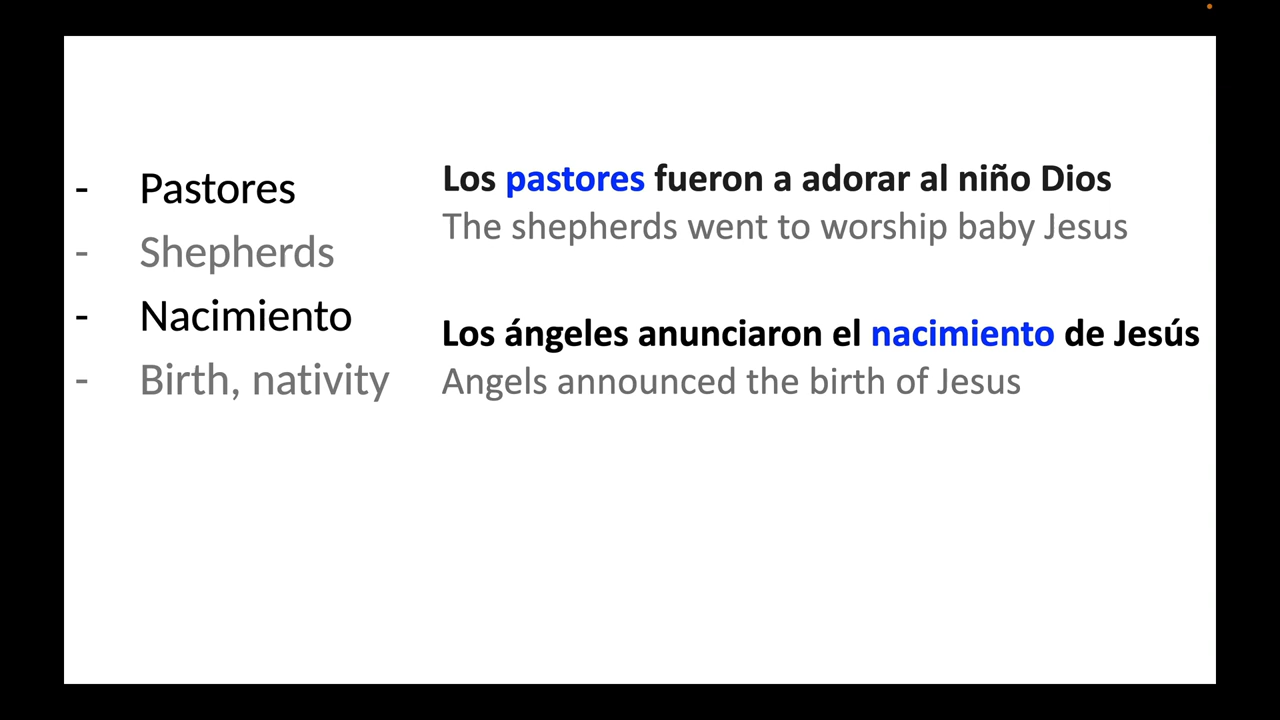 - Pastores
- Shepherds
- Nacimiento
- Birth, nativity
Los pastores fueron a adorar al niño Dios
The shepherds went to worship baby Jesus
Los ángeles anunciaron el nacimiento de Jesús
Angels announced the birth of Jesus